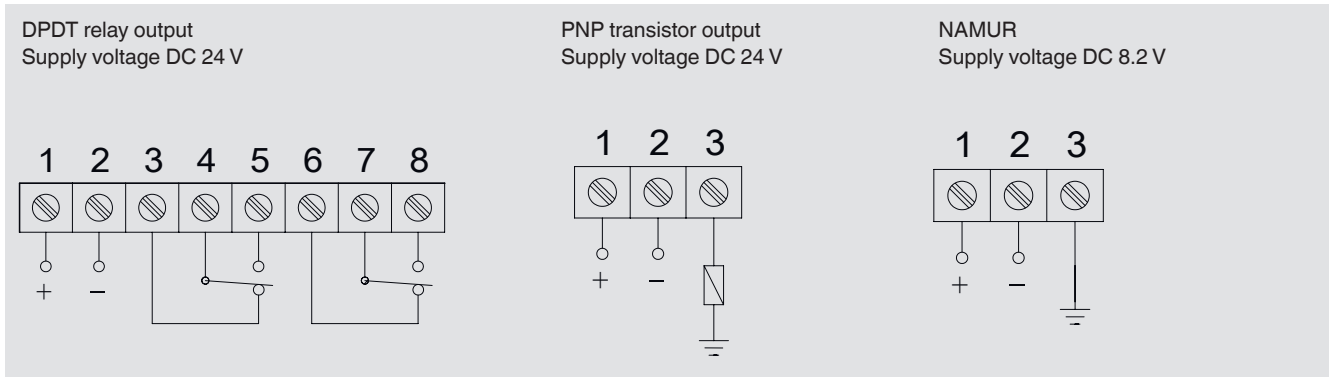 DPDT relay output
Supply voltage DC 24 V
PNP transistor output
Supply voltage DC 24 V
NAMUR
Supply voltage DC 8.2 V
1 2 3 4 5 6 7 8
+ −
1 2 3
+ −
1 2 3
+ −